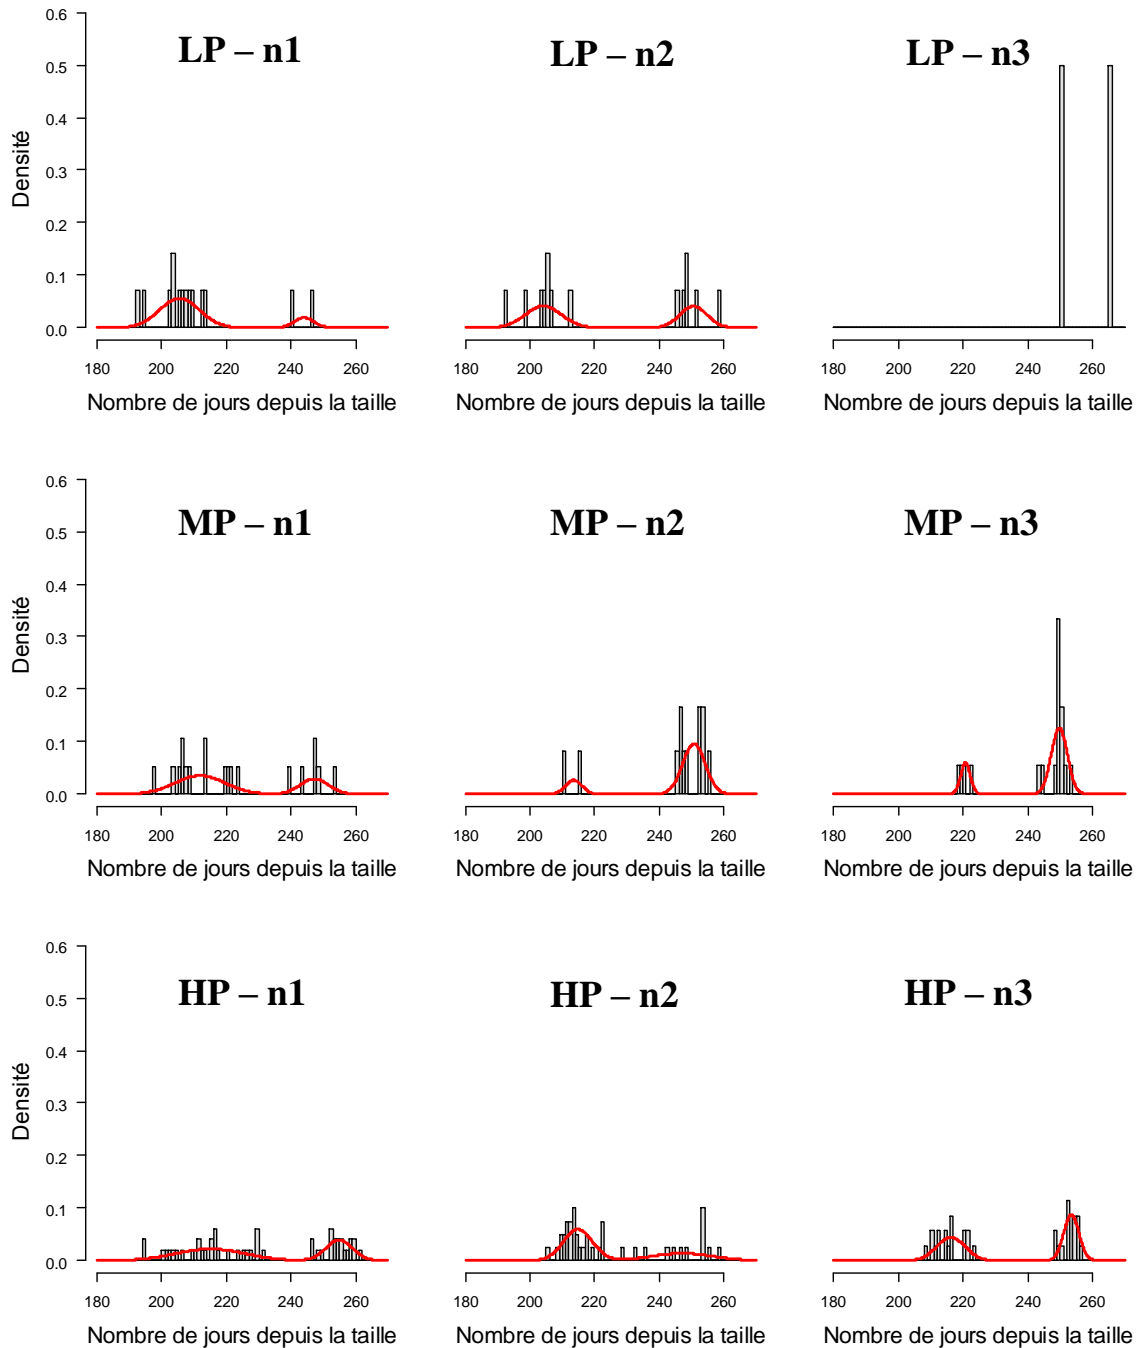 LP – n1 LP – n2 LP – n3
0.6
0.5
0.4
0.3
0.2
0.1
0.0
Densité
180 200 220 240 260 180 200 220 240 260 180 200 220 240 260
Nombre de jours depuis la taille Nombre de jours depuis la taille Nombre de jours depuis la taille
MP – n1 MP – n2 MP – n3
0.6
0.5
0.4
0.3
0.2
0.1
0.0
Densité
180 200 220 240 260 180 200 220 240 260 180 200 220 240 260
Nombre de jours depuis la taille Nombre de jours depuis la taille Nombre de jours depuis la taille
HP – n1 HP – n2 HP – n3
0.6
0.5
0.4
0.3
0.2
0.1
0.0
Densité
180 200 220 240 260 180 200 220 240 260 180 200 220 240 260
Nombre de jours depuis la taille Nombre de jours depuis la taille Nombre de jours depuis la taille